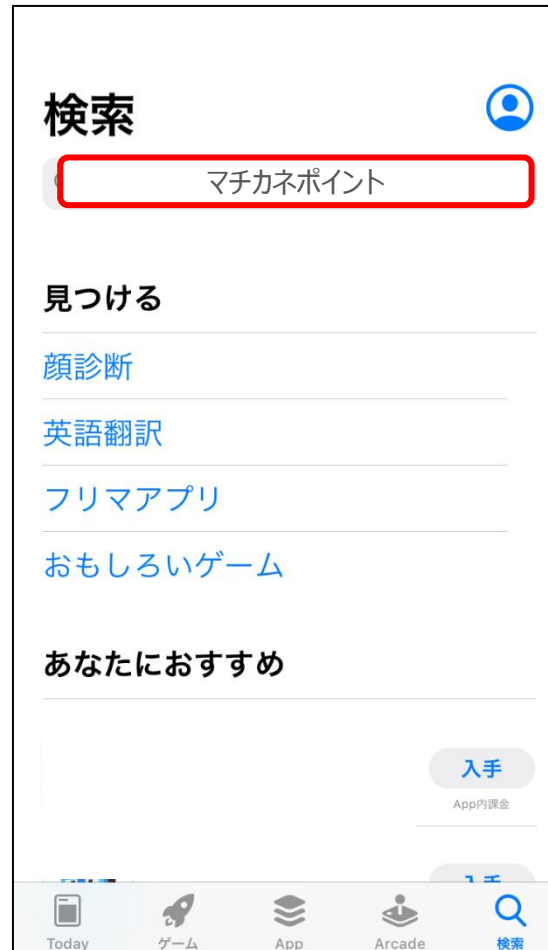 検索
マチカネポイント
見つける
顔診断
英語翻訳
フリマアプリ
おもしろいゲーム
あなたにおすすめ
入手
App内課金
入手
Today
ゲーム
App
Arcade
検索